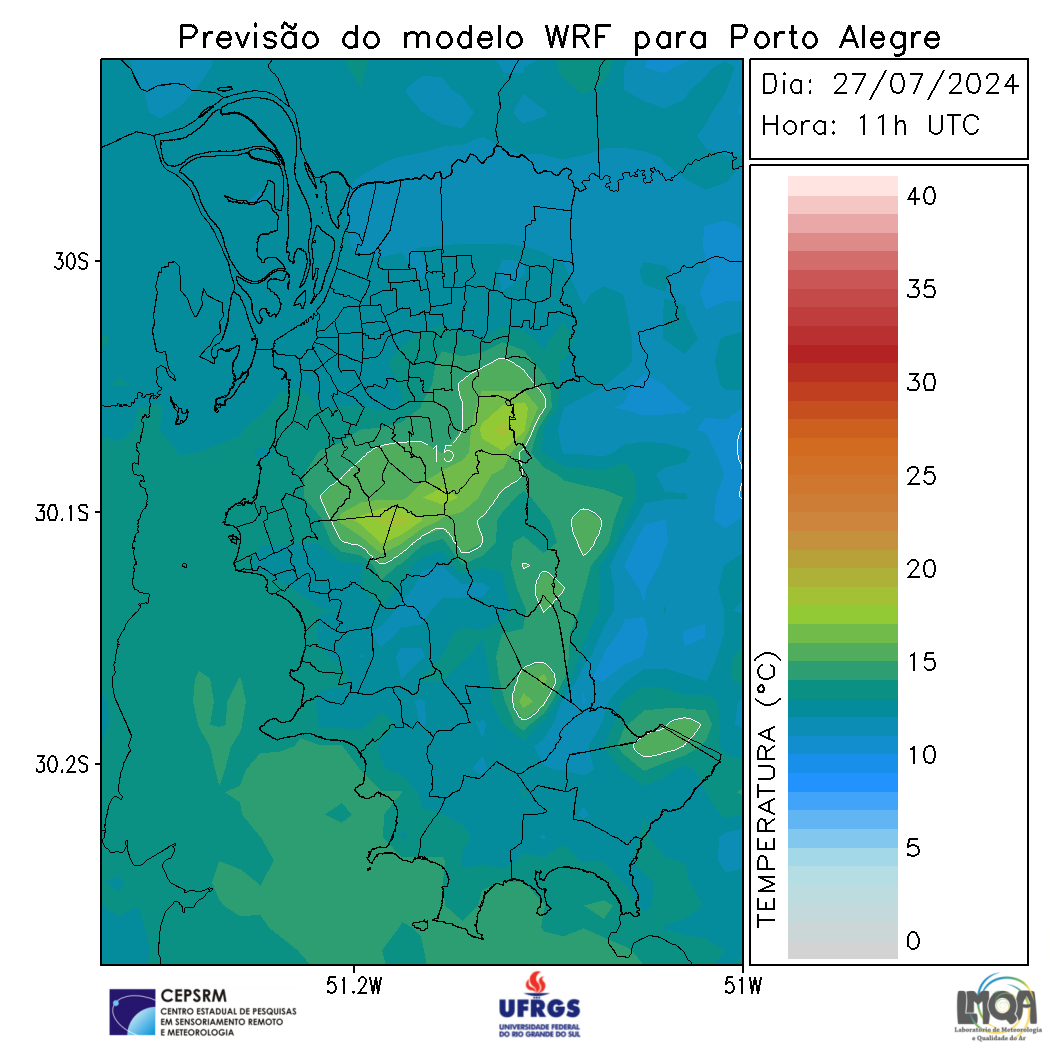 Previsão do modelo WRF para Porto Alegre
Dia: 27/07/2024
Hora: 11h UTC
40
35
30
25
20
15
10
5
0
TEMPERATURA (°C)
30S
30.1S
30.2S
15
51.2W
51W
CEPSRM
CENTRO ESTADUAL DE PESQUISAS
EM SENSORIAMENTO REMOTO
E METEOROLOGIA
UFRGS
UNIVERSIDADE FEDERAL
DO RIO GRANDE DO SUL
LMQA
Laboratório de Meteorologia
e Qualidade do Ar